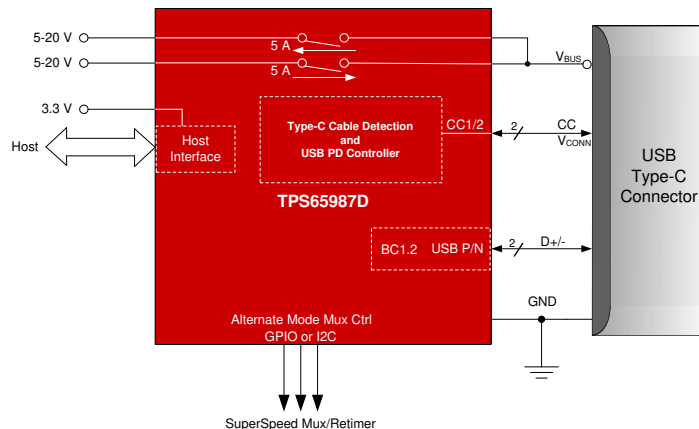 5-20 V
5 A
5-20 V
5 A
VBUS
3.3 V
Host
Host
Interface
Type-C Cable Detection
and
USB PD Controller
CC1/2
2
CC
VCONN
USB
Type-C
Connector
TPS65987D
BC1.2
USB P/N
2
D+/-
GND
Alternate Mode Mux Ctrl
GPIO or I2C
SuperSpeed Mux/Retimer